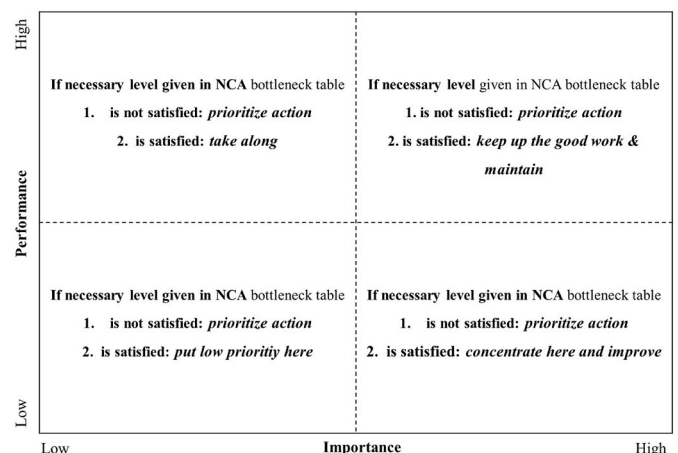 High
If necessary level given in NCA bottleneck table
1. is not satisfied: prioritize action
2. is satisfied: take along
If necessary level given in NCA bottleneck table
1. is not satisfied: prioritize action
2. is satisfied: keep up the good work &
maintain
Performance
If necessary level given in NCA bottleneck table
1. is not satisfied: prioritize action
2. is satisfied: put low prioritiy here
If necessary level given in NCA bottleneck table
1. is not satisfied: prioritize action
2. is satisfied: concentrate here and improve
Low
Low
Importance
High